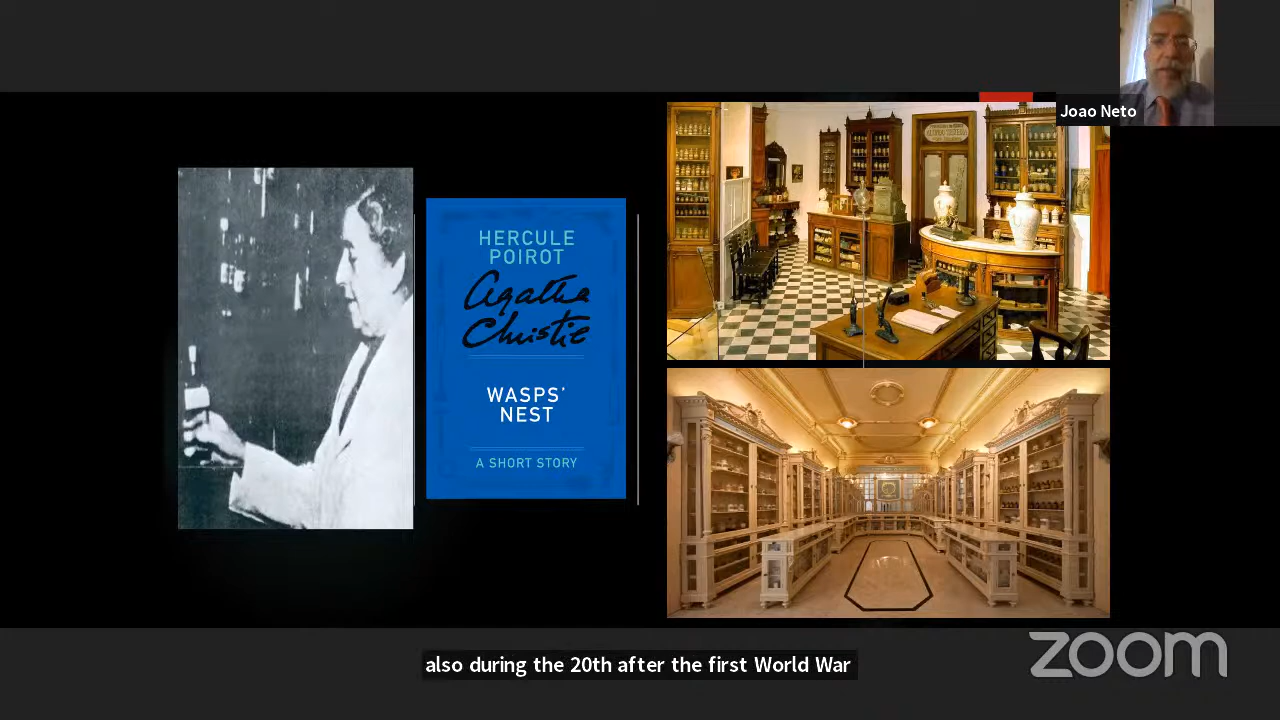 Joao Neto
HERCULE
POIROT
Agatha
Christie
WASPS'
NEST
A SHORT STORY
also during the 20th after the first World War
zoom